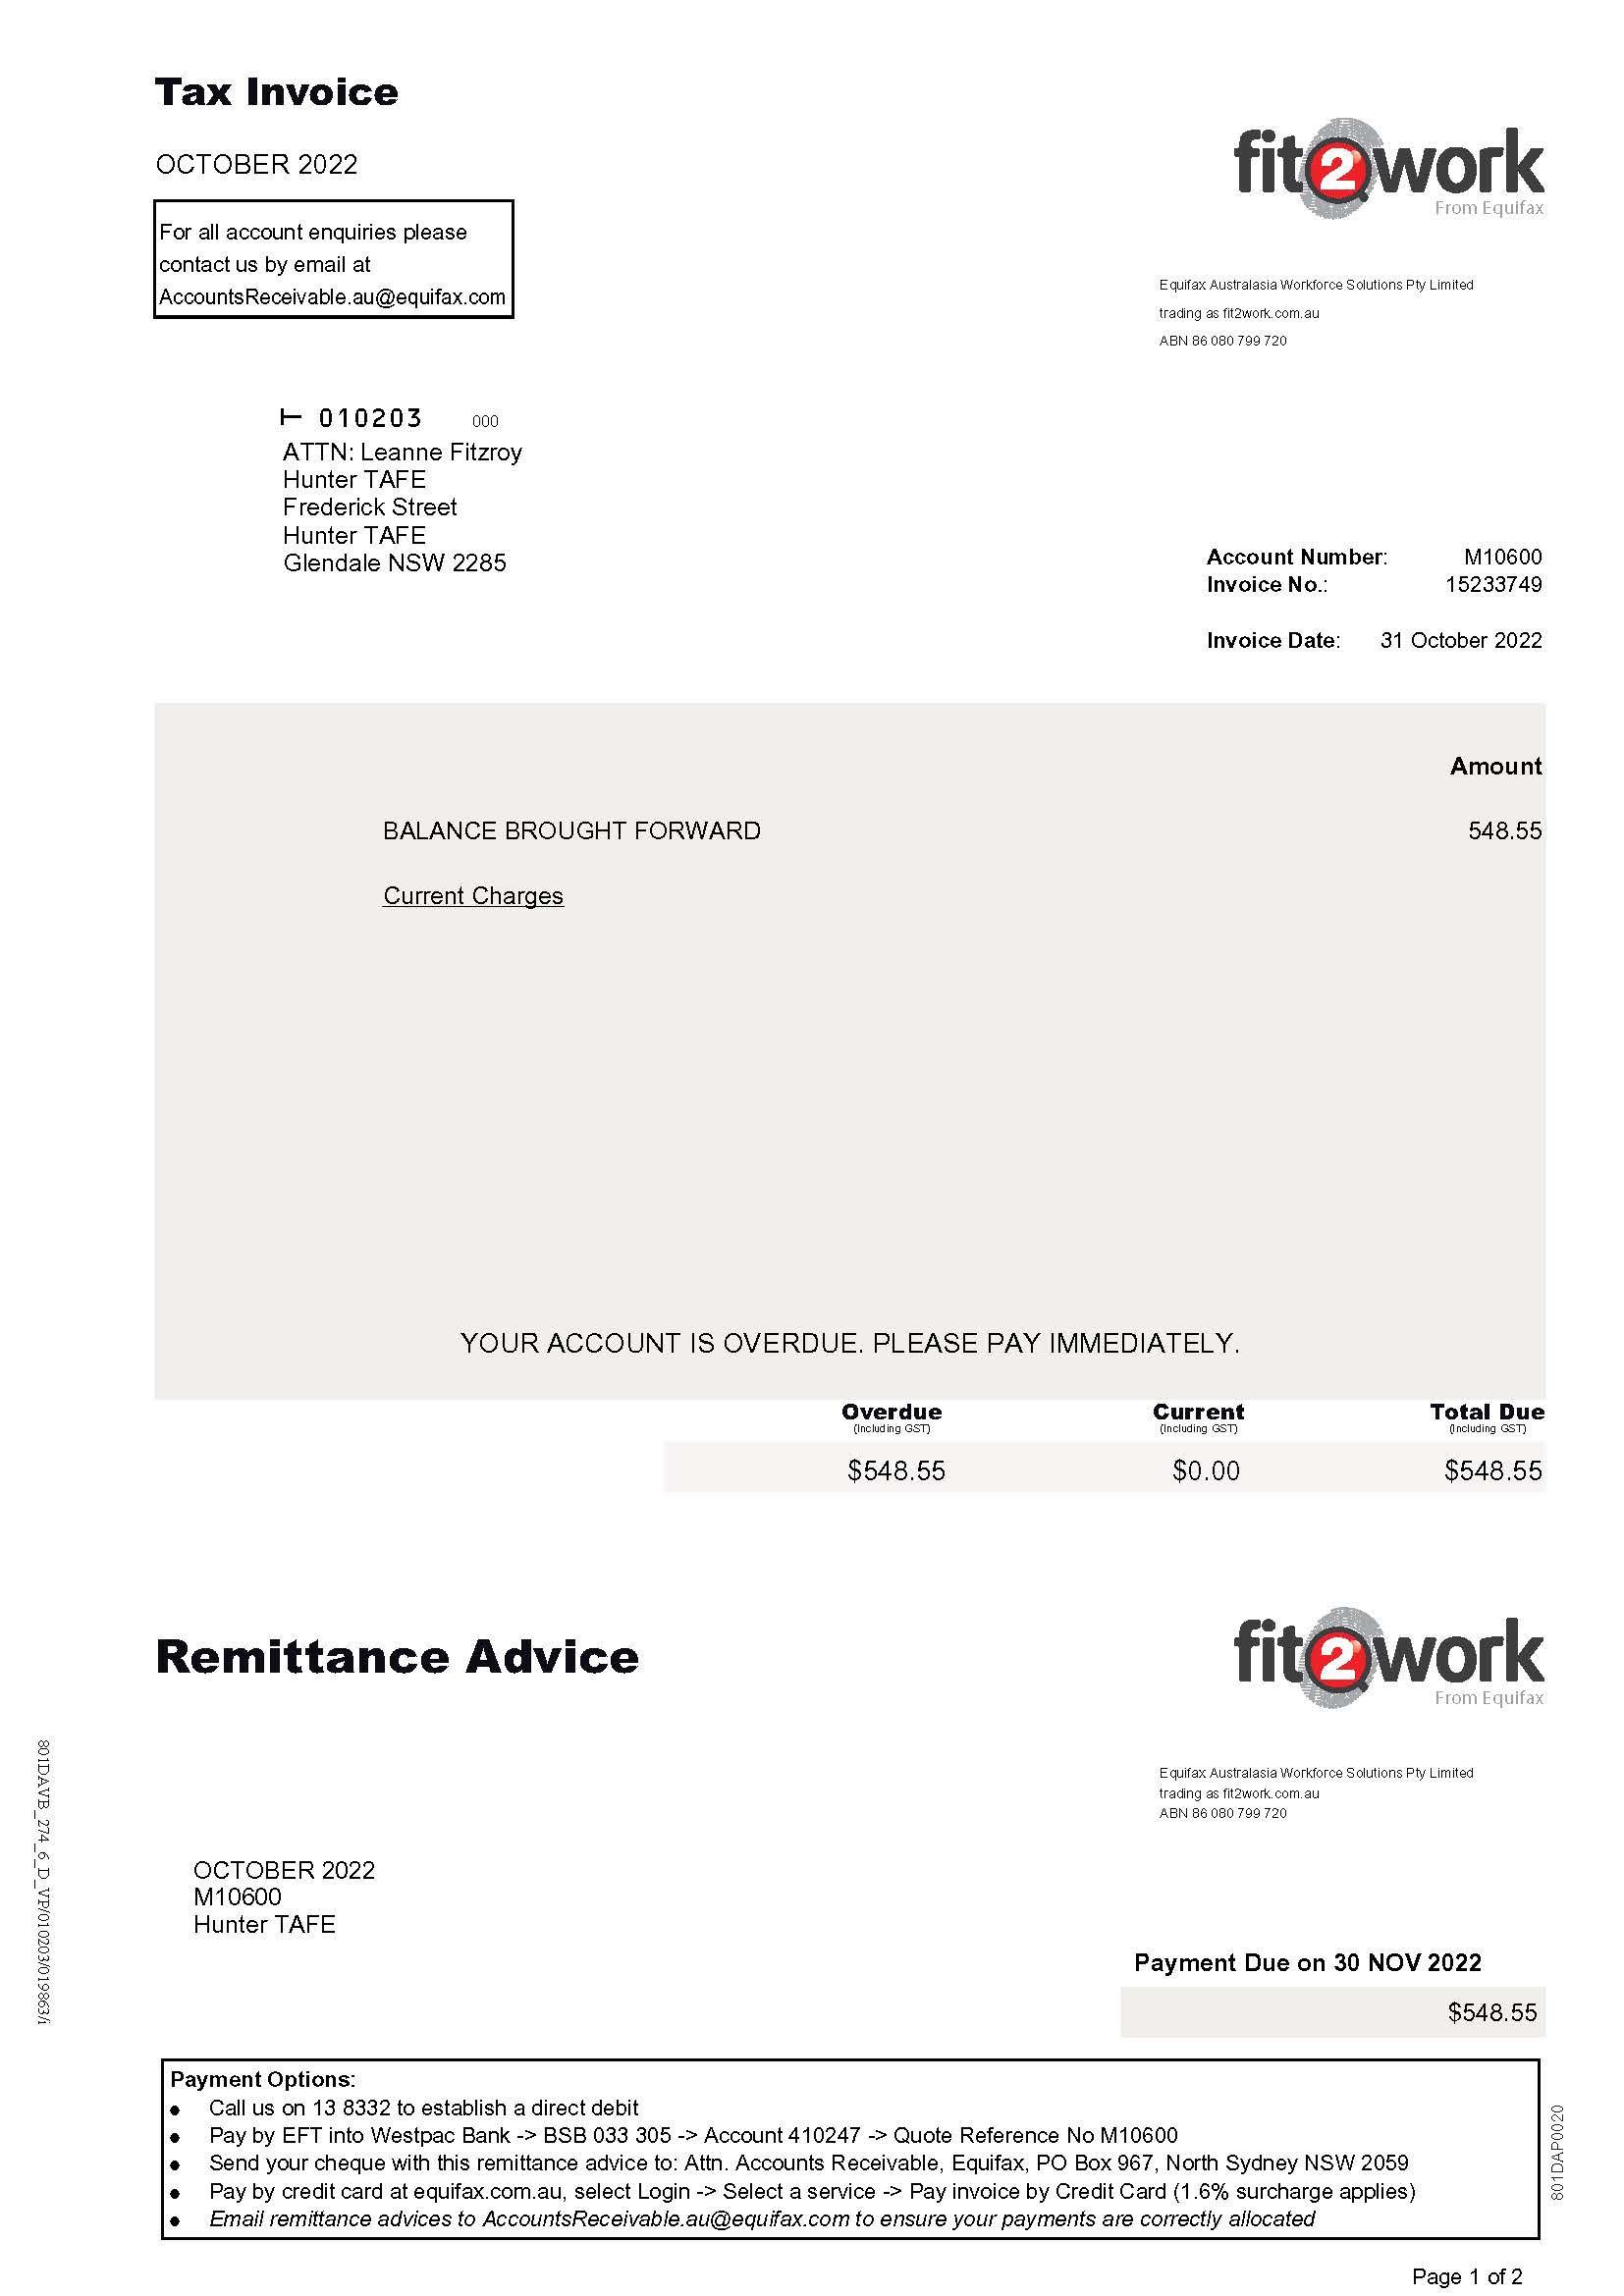 Tax Invoice
OCTOBER 2022
For all account enquiries please
contact us by email at
AccountsReceivable.au@equifax.com
fit2work
From Equifax
Equifax Australasia Workforce Solutions Pty Limited
trading as fit2work.com.au
ABN 86 080 799 720
010203 000
ATTN: Leanne Fitzroy
Hunter TAFE
Frederick Street
Hunter TAFE
Glendale NSW 2285
Account Number: M10600
Invoice No.: 15233749
Invoice Date: 31 October 2022
Amount
BALANCE BROUGHT FORWARD 548.55
Current Charges
YOUR ACCOUNT IS OVERDUE. PLEASE PAY IMMEDIATELY.
Overdue Current Total Due
(Including GST) (Including GST) (Including GST)
$548.55 $0.00 $548.55
Remittance Advice
fit2work
From Equifax
Equifax Australasia Workforce Solutions Pty Limited
trading as fit2work.com.au
ABN 86 080 799 720
801DAVB_274_6_D_VP/010203/019863/i
OCTOBER 2022
M10600
Hunter TAFE
Payment Due on 30 NOV 2022
$548.55
Payment Options:
● Call us on 13 8332 to establish a direct debit
● Pay by EFT into Westpac Bank -> BSB 033 305 -> Account 410247 -> Quote Reference No M10600
● Send your cheque with this remittance advice to: Attn. Accounts Receivable, Equifax, PO Box 967, North Sydney NSW 2059
● Pay by credit card at equifax.com.au, select Login -> Select a service -> Pay invoice by Credit Card (1.6% surcharge applies)
● Email remittance advices to AccountsReceivable.au@equifax.com to ensure your payments are correctly allocated
801DAP0020
Page 1 of 2